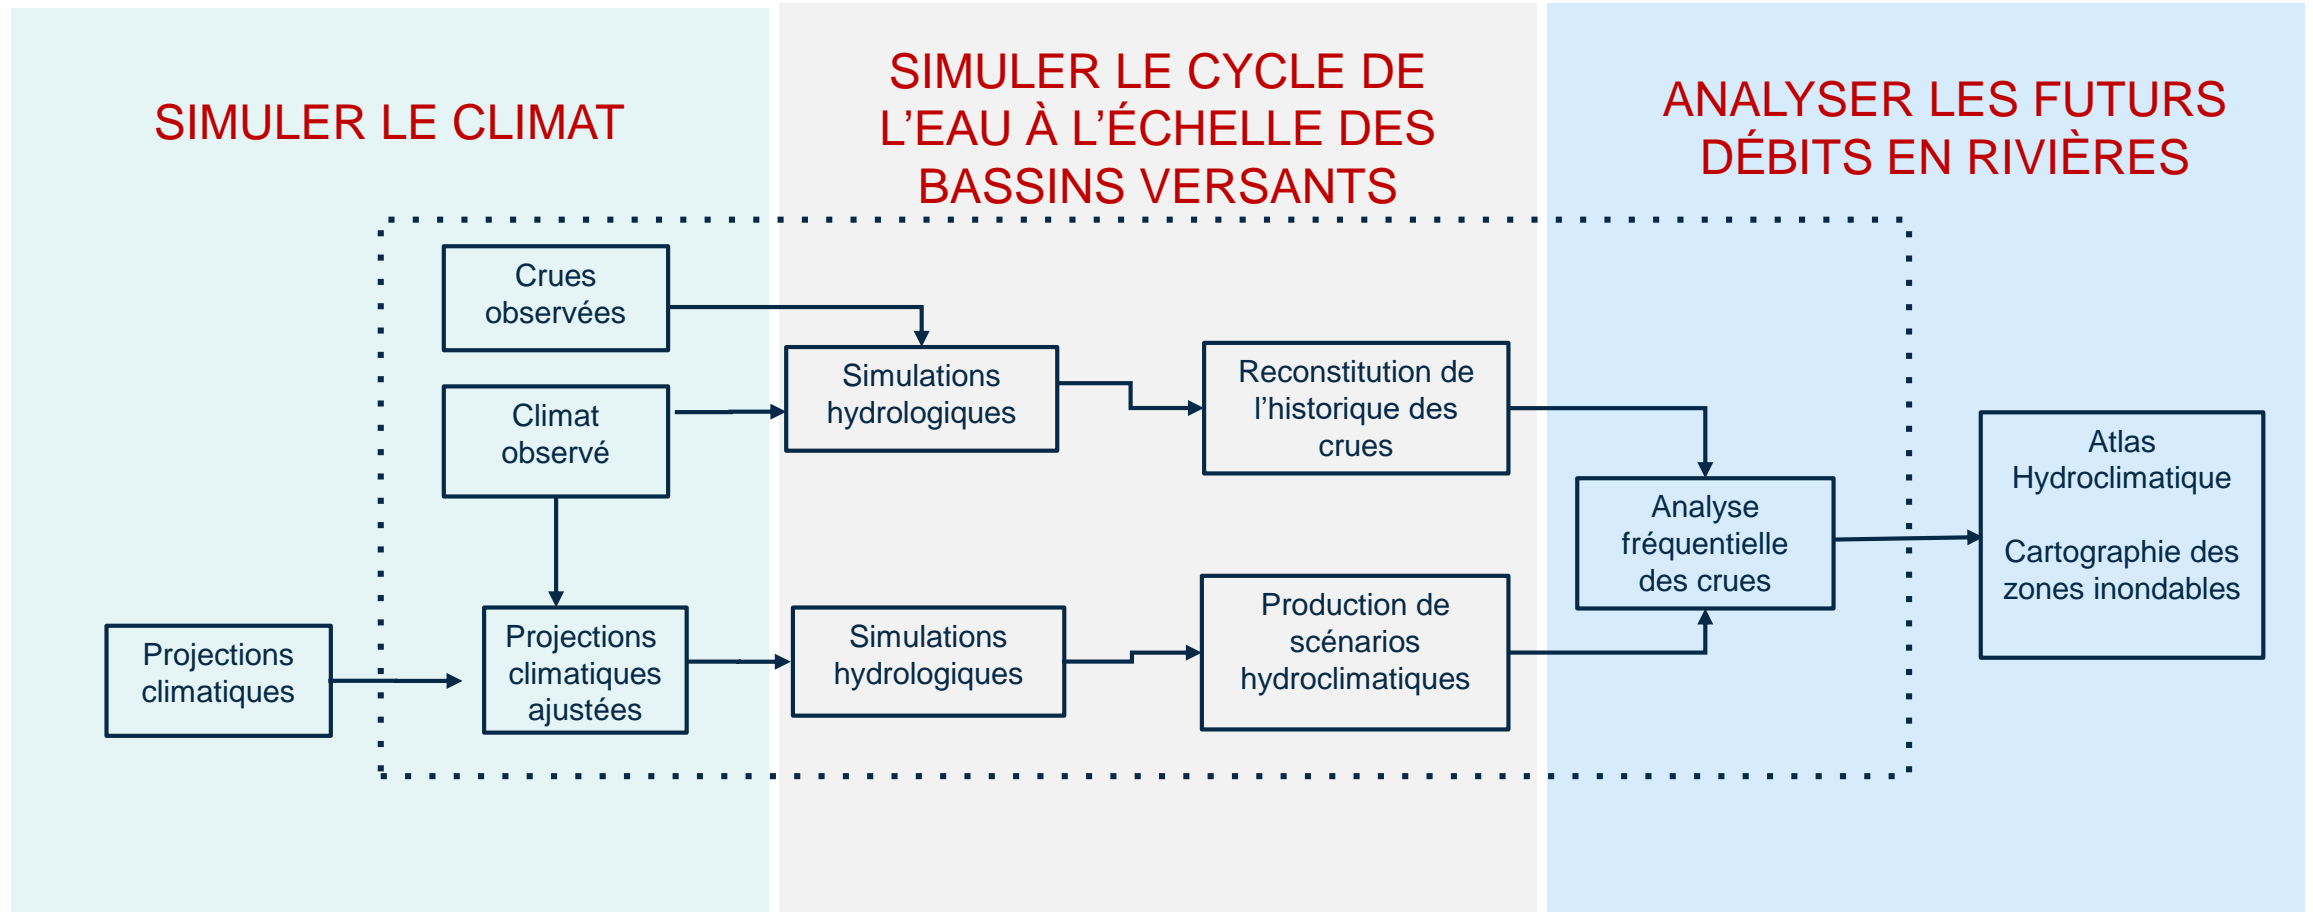 SIMULER LE CLIMAT
SIMULER LE CYCLE DE
L’EAU À L’ÉCHELLE DES
BASSINS VERSANTS
ANALYSER LES FUTURS
DÉBITS EN RIVIÈRES
Crues
observées
Climat
observé
Projections
climatiques
Projections
climatiques
ajustées
Simulations
hydrologiques
Simulations
hydrologiques
Reconstitution de
l’historique des
crues
Production de
scénarios
hydroclimatiques
Analyse
fréquentielle
des crues
Atlas
Hydroclimatique
Cartographie des
zones inondables